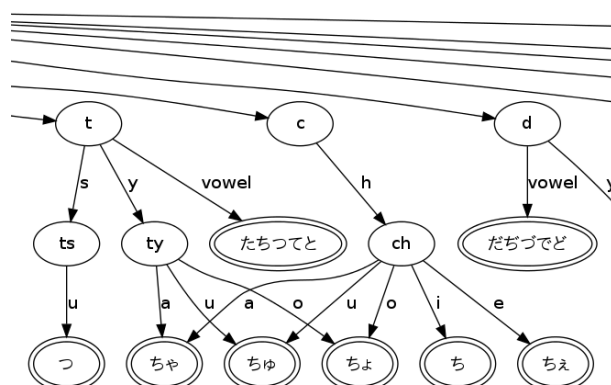 t c d
s y vowel h vowel y
ts ty たちつてと ch だぢづでど
u a u a o u o i e
つ ちゃ ちゅ ちょ ち ちぇ